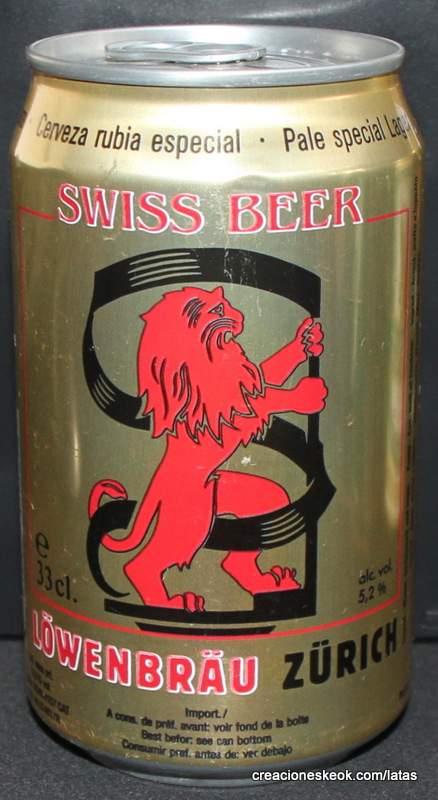 Cerveza rubia especial · Pale special Lag
SWISS BEER
e
33cl.
alc. vol.
5,2 %
LÖWENBRÄU ZÜRICH
Import./
A cons. de préf. avant: voir fond de la boîte
Best befor: see can bottom
Consumir pref. antes de: ver debajo
creacioneskeok.com/latas